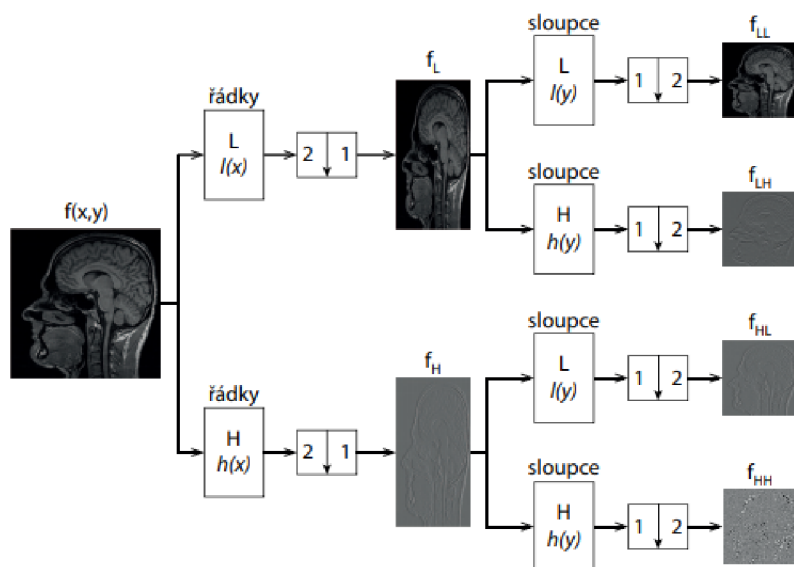 sloupce
f_LL
f_L
L
l(y)
1 2
řádky
L
l(x)
2 1
sloupce
f_LH
H
h(y)
1 2
f(x,y)
sloupce
f_HL
L
l(y)
1 2
f_H
řádky
H
h(x)
2 1
sloupce
f_HH
H
h(y)
1 2